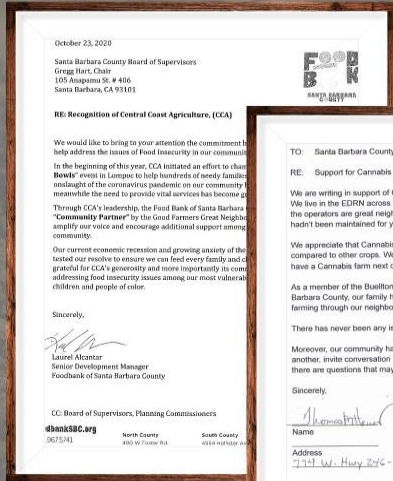 October 23, 2020
Santa Barbara County Board of Supervisors
Gregg Hart, Chair
105 Anapamu St. # 406
Santa Barbara, CA 93101
FOOD
B K
SANTA BARBARA
COUNTY
RE: Recognition of Central Coast Agriculture, (CCA)
We would like to bring to your attention the commitment b
help address the issues of Food Insecurity in our communit
In the beginning of this year, CCA initiated an effort to cham
Bowls" event in Lompoc to help hundreds of needy families
onslaught of the coronavirus pandemic on our community
meanwhile the need to provide vital services has become g
Through CCA's leadership, the Food Bank of Santa Barbara
"Community Partner" by the Good Farmers Great Neighbo
amplify our voice and encourage additional support among
community.
Our current economic recession and growing anxiety of the
tested our resolve to ensure we can feed every family and c
grateful for CCA's generosity and more importantly its com
addressing food insecurity issues among our most vulnerab
children and people of color.
Sincerely,
Laurel Alcantar
Senior Development Manager
Foodbank of Santa Barbara County
CC: Board of Supervisors, Planning Commissioners
dbankSBC.org
9675741
North County
490 W Foster Rd.
South County
4554 Hollister Av
TO: Santa Barbara County
RE: Support for Cannabis
We are writing in support of
We live in the EDRN across
the operators are great neigh
hadn't been maintained for y
We appreciate that Cannabis
compared to other crops. We
have a Cannabis farm next d
As a member of the Buellton
Barbara County, our family h
farming through our neighbo
There has never been any is
Moreover, our community ha
another, invite conversation
there are questions that may
Sincerely,
Name
Address
774 W. Hwy 246-